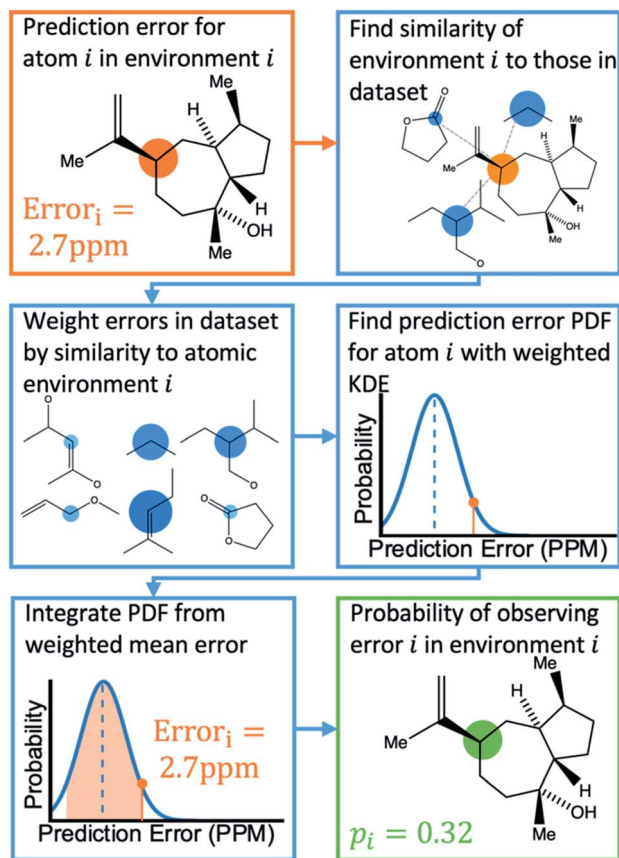 Prediction error for
atom i in environment i
Me
H
Me
H
OH
Me
Error_i =
2.7ppm
Find similarity of
environment i to those in
dataset
O
O
Me
H
Me
H
OH
Me
O
Weight errors in dataset
by similarity to atomic
environment i
O
O
O
O
O
O
Find prediction error PDF
for atom i with weighted
KDE
Probability
Prediction Error (PPM)
Integrate PDF from
weighted mean error
Error_i =
2.7ppm
Probability
Prediction Error (PPM)
Probability of observing
error i in environment i
Me
H
Me
H
OH
Me
p_i = 0.32